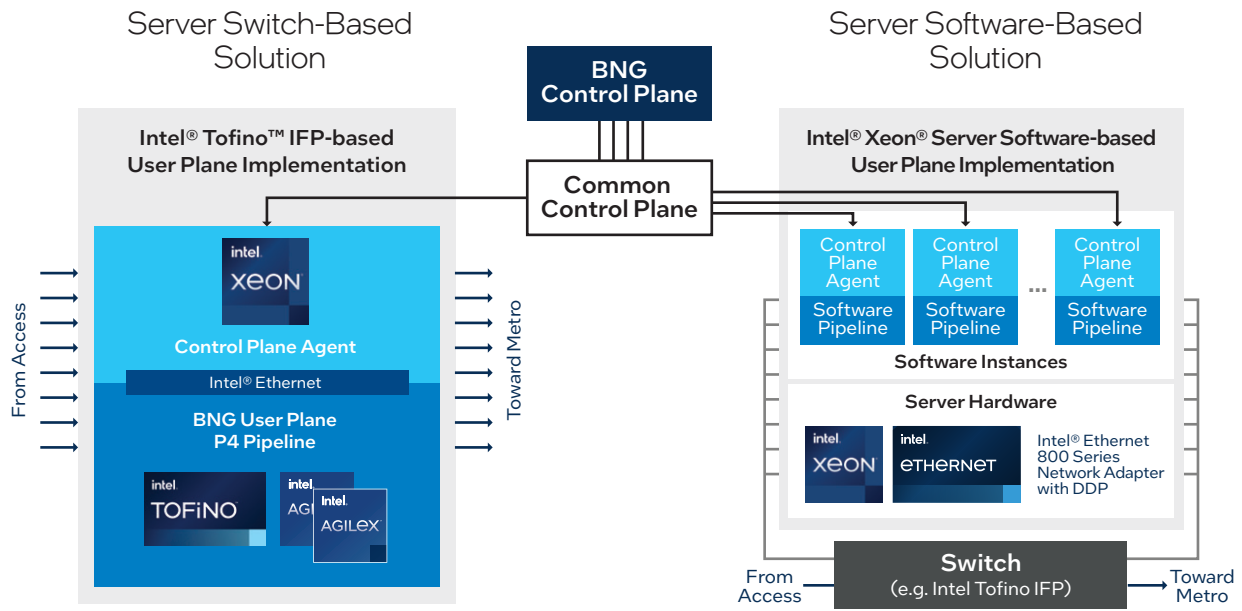 Server Switch-Based
Solution
Server Software-Based
Solution
BNG
Control Plane
Common
Control Plane
Intel® Tofino™ IFP-based
User Plane Implementation
intel.
xeon
Control Plane Agent
Intel® Ethernet
BNG User Plane
P4 Pipeline
intel.
TOFINO
intel.
AGI
Intel.
AGILEX
From Access
Toward Metro
Intel® Xeon® Server Software-based
User Plane Implementation
Control
Plane
Agent
Software
Pipeline
Control
Plane
Agent
Software
Pipeline
...
Control
Plane
Agent
Software
Pipeline
Software Instances
Server Hardware
intel.
xeon
intel.
eTHERNET
Intel® Ethernet
800 Series
Network Adapter
with DDP
From
Access
Switch
(e.g. Intel Tofino IFP)
Toward
Metro